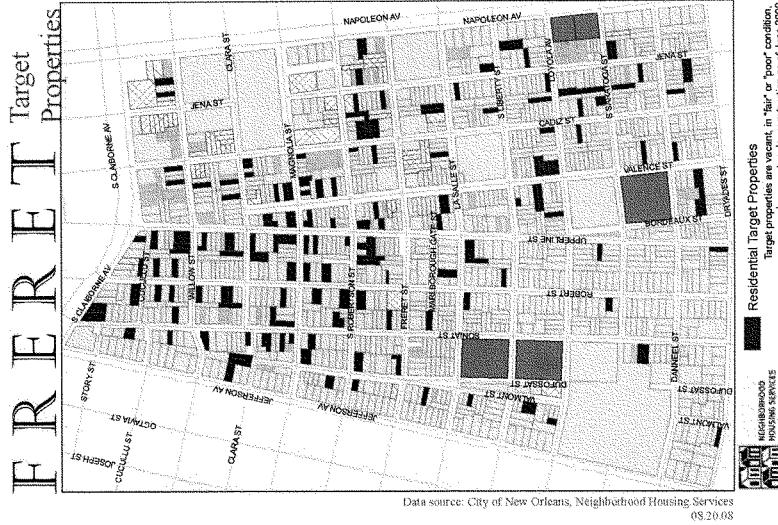 FRERET
Target
Properties
S CLAIBORNE AV
S CLAIBORNE AV
NAPOLEON AV
NAPOLEON AV
CLARA ST
JENA ST
MAGNOLIA ST
S LIBERTY ST
LOYOLA AV
CADIZ ST
S SARATOGA ST
JENA ST
VALENCE ST
LA SALLE ST
BORDEAUX ST
DRYADES ST
UPPERLINE ST
MARLBOROUGH GATE ST
FRERET ST
S ROBERTSON ST
ROBERT ST
WILLOW ST
CUCULLU ST
SONIAT ST
DUFOSSAT ST
VALMONT ST
DANNEEL ST
DUFOSSAT ST
VALMONT ST
JEFFERSON AV
JEFFERSON AV
STORY ST
OCTAVIA ST
JOSEPH ST
CUCULLU ST
CLARA ST
NEIGHBORHOOD
HOUSING SERVICES
Residential Target Properties
Target properties are vacant, in "fair" or "poor" condition,
Data source: City of New Orleans, Neighborhood Housing Services
08.20.08